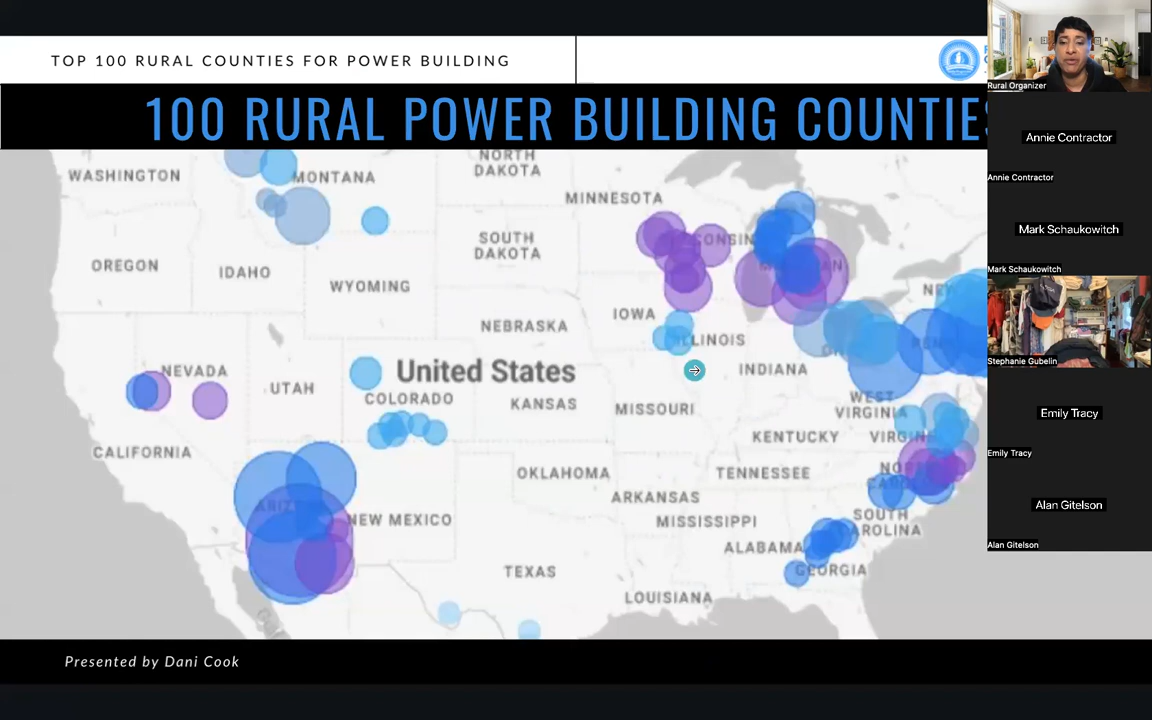 TOP 100 RURAL COUNTIES FOR POWER BUILDING
100 RURAL POWER BUILDING COUNTIES
WASHINGTON
MONTANA
NORTH
DAKOTA
MINNESOTA
OREGON
IDAHO
SOUTH
DAKOTA
WYOMING
IOWA
NEBRASKA
ILLINOIS
NEVADA
United States
INDIANA
UTAH
COLORADO
KANSAS
MISSOURI
WEST
VIRGINIA
CALIFORNIA
KENTUCKY
VIRGIN
OKLAHOMA
TENNESSEE
ARKANSAS
NEW MEXICO
MISSISSIPPI
SOUTH
CAROLINA
ALABAMA
TEXAS
GEORGIA
LOUISIANA
Presented by Dani Cook
Rural Organizer
Annie Contractor
Annie Contractor
Mark Schaukowitch
Mark Schaukowitch
Stephanie Gubelin
Emily Tracy
Emily Tracy
Alan Gitelson
Alan Gitelson